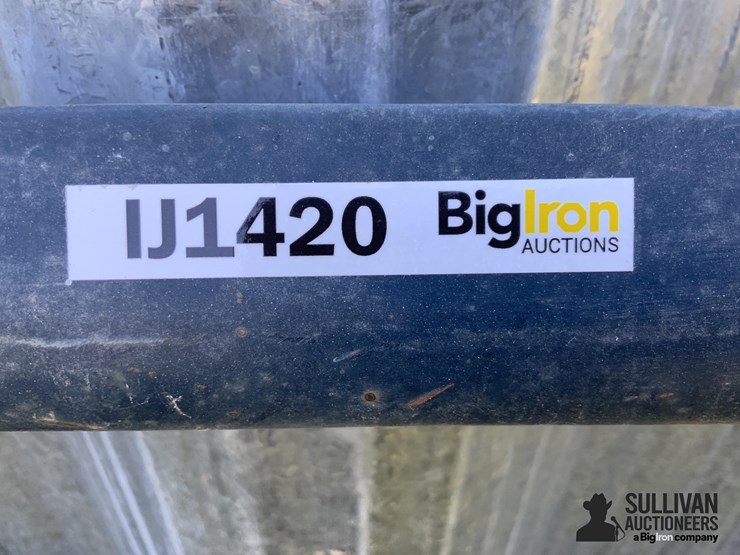 IJ1420
BigIron
AUCTIONS
SULLIVAN
AUCTIONEERS
a BigIron company